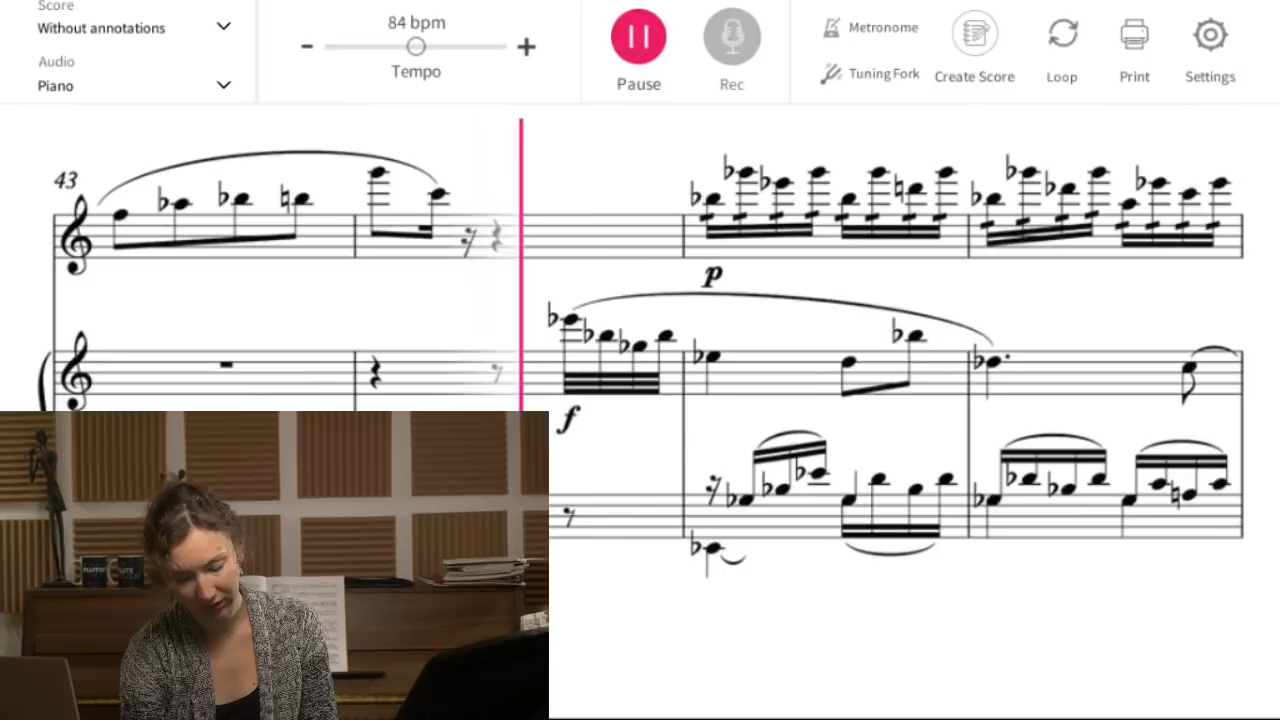 Score
Without annotations
Audio
Piano
84 bpm
- +
Tempo
Pause
Rec
Metronome
Tuning Fork
Create Score
Loop
Print
Settings
43
p
f